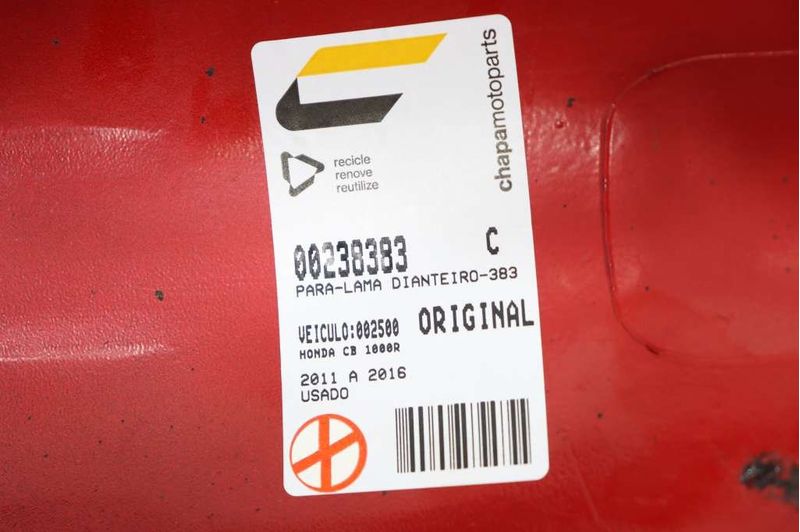 chapamotoparts
recicle
renove
reutilize
00238383 C
PARA-LAMA DIANTEIRO-383
VEICULO:002500 ORIGINAL
HONDA CB 1000R
2011 A 2016
USADO